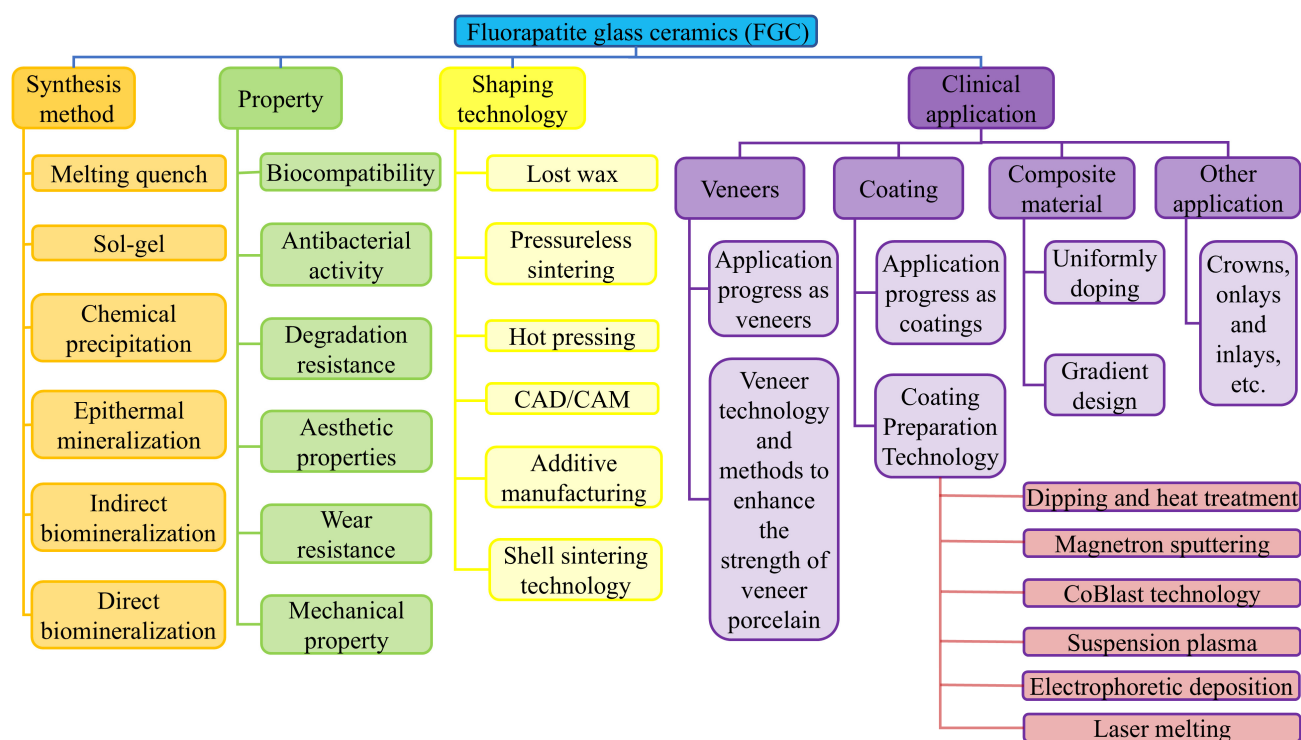 Fluorapatite glass ceramics (FGC)
Synthesis
method
Melting quench
Sol-gel
Chemical
precipitation
Epithermal
mineralization
Indirect
biomineralization
Direct
biomineralization
Property
Biocompatibility
Antibacterial
activity
Degradation
resistance
Aesthetic
properties
Wear
resistance
Mechanical
property
Shaping
technology
Lost wax
Pressureless
sintering
Hot pressing
CAD/CAM
Additive
manufacturing
Shell sintering
technology
Clinical
application
Veneers
Application
progress as
veneers
Veneer
technology
and
methods to
enhance
the
strength of
veneer
porcelain
Coating
Application
progress as
coatings
Coating
Preparation
Technology
Dipping and heat treatment
Magnetron sputtering
CoBlast technology
Suspension plasma
Electrophoretic deposition
Laser melting
Composite
material
Uniformly
doping
Gradient
design
Other
application
Crowns,
onlays
and
inlays,
etc.